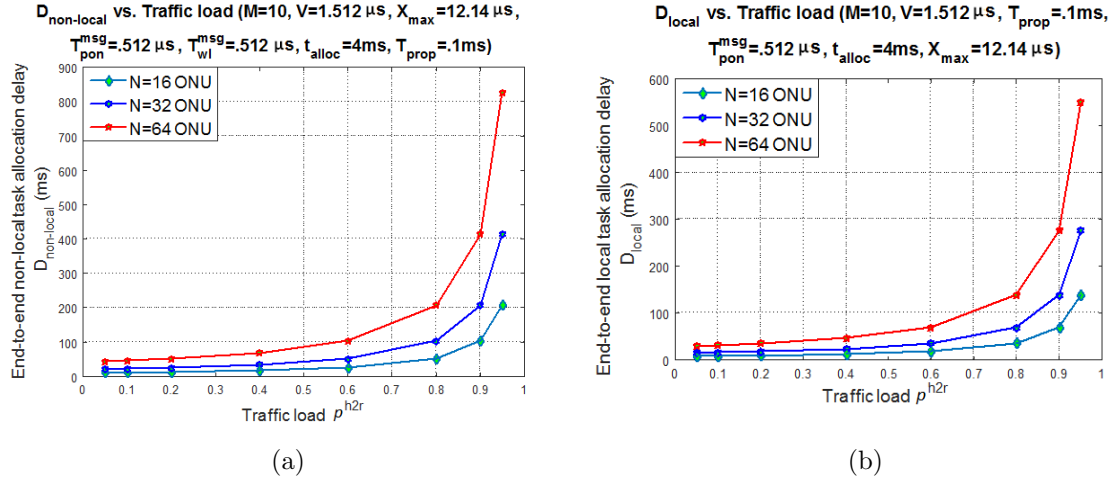 D_non-local vs. Traffic load (M=10, V=1.512 μs, X_max=12.14 μs,
T_pon^msg=.512 μs, T_wl^msg=.512 μs, t_alloc=4ms, T_prop=.1ms)
End-to-end non-local task allocation delay
D_non-local (ms)
900
800
700
600
500
400
300
200
100
0
N=16 ONU
N=32 ONU
N=64 ONU
0 0.1 0.2 0.3 0.4 0.5 0.6 0.7 0.8 0.9 1
Traffic load p^h2r
(a)
D_local vs. Traffic load (M=10, V=1.512 μs, T_prop=.1ms,
T_pon^msg=.512 μs, t_alloc=4ms, X_max=12.14 μs)
End-to-end local task allocation delay
D_local (ms)
600
500
400
300
200
100
0
N=16 ONU
N=32 ONU
N=64 ONU
0 0.1 0.2 0.3 0.4 0.5 0.6 0.7 0.8 0.9 1
Traffic load p^h2r
(b)